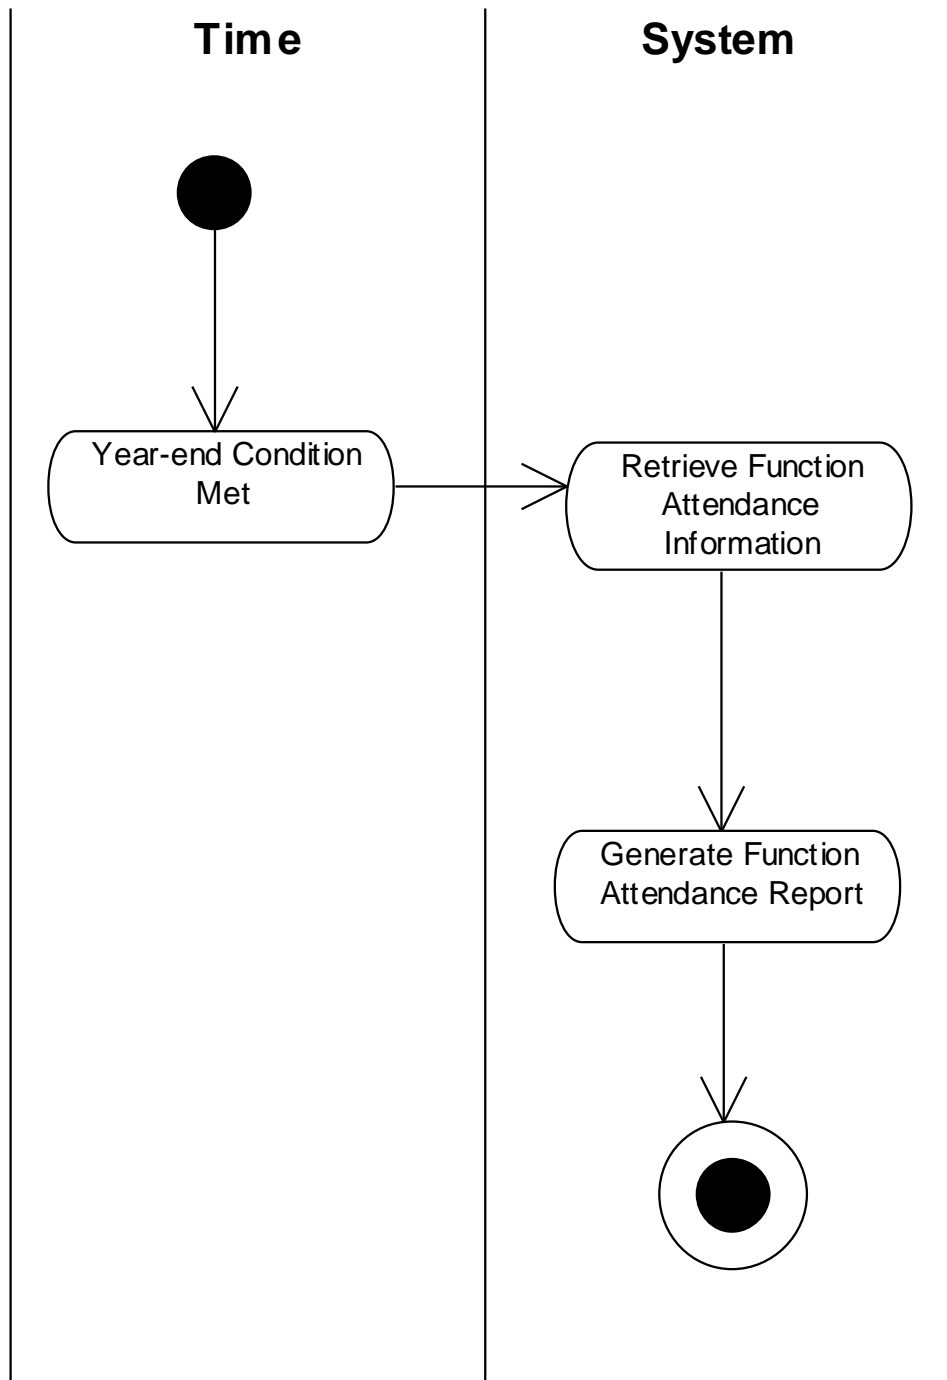 Time
System
Year-end Condition
Met
Retrieve Function
Attendance
Information
Generate Function
Attendance Report